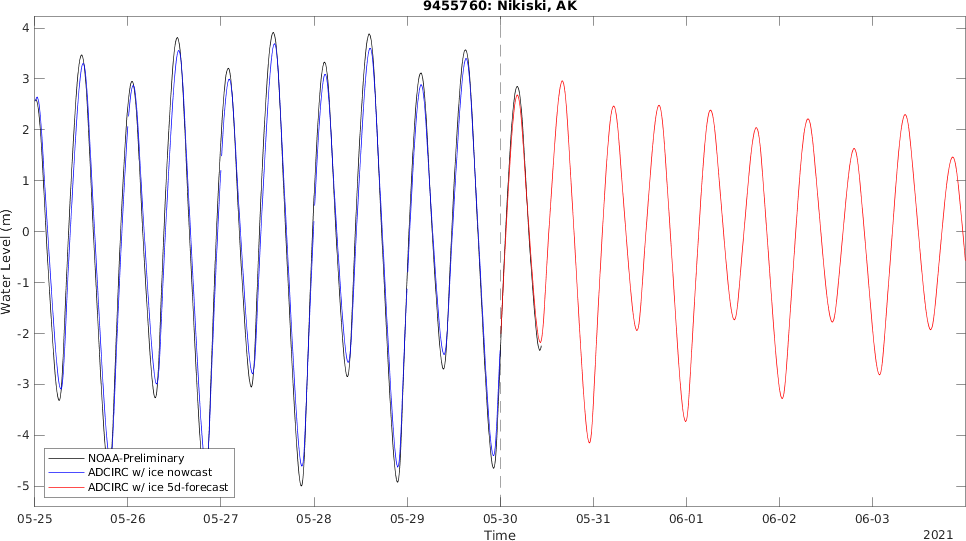 9455760: Nikiski, AK
4
3
2
1
0
-1
-2
-3
-4
-5
Water Level (m)
NOAA-Preliminary
ADCIRC w/ ice nowcast
ADCIRC w/ ice 5d-forecast
05-25 05-26 05-27 05-28 05-29 05-30 05-31 06-01 06-02 06-03
Time
2021